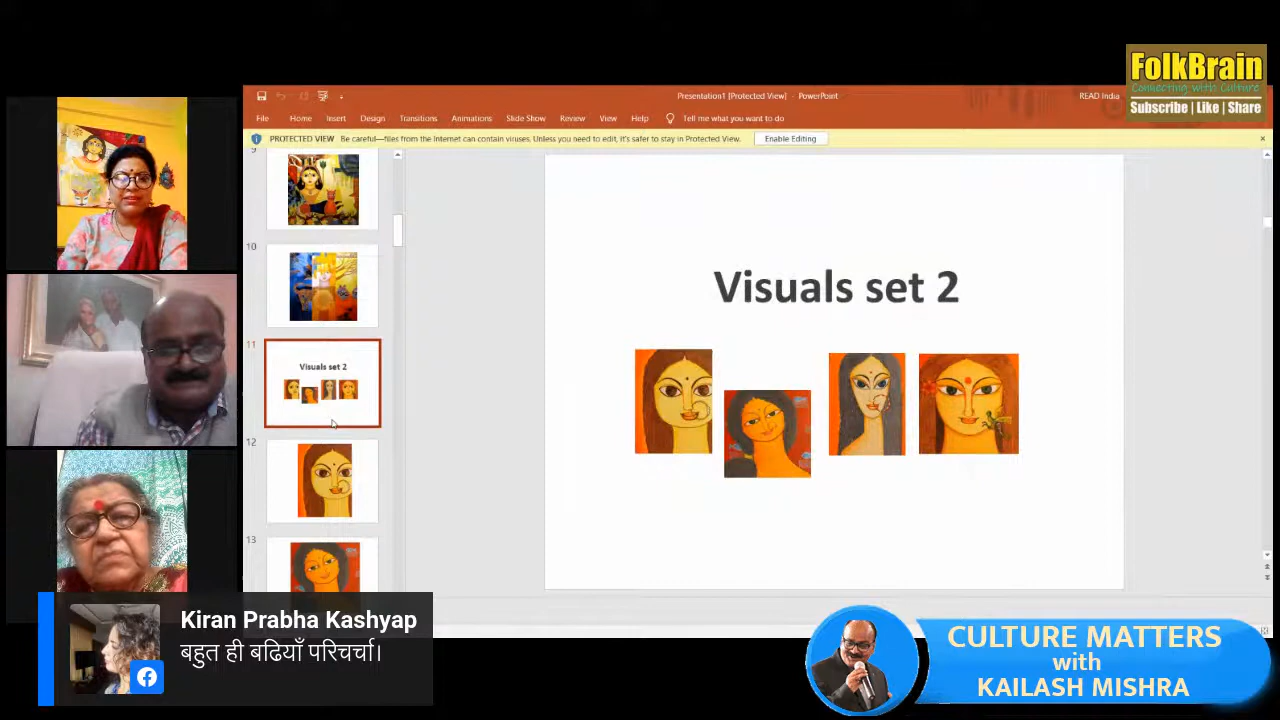 FolkBrain
Connecting with Culture
Subscribe | Like | Share
Presentation1 [Protected View] - PowerPoint
READ India
File Home Insert Design Transitions Animations Slide Show Review View Help Tell me what you want to do
PROTECTED VIEW Be careful—files from the Internet can contain viruses. Unless you need to edit, it's safer to stay in Protected View. Enable Editing
9
10
11
Visuals set 2
12
13
Visuals set 2
Kiran Prabha Kashyap
बहुत ही बढियाँ परिचर्चा।
CULTURE MATTERS
with
KAILASH MISHRA